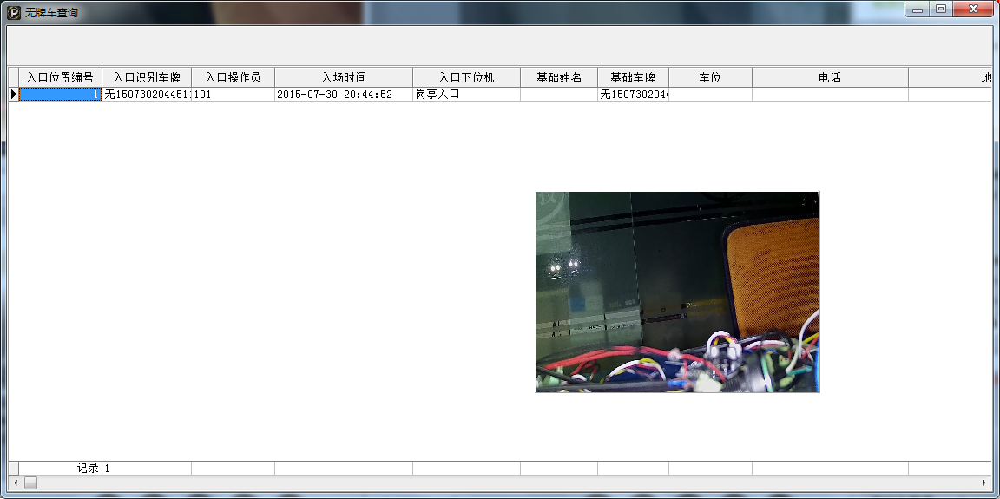 无牌车查询
入口位置编号 入口识别车牌 入口操作员 入场时间 入口下位机 基础姓名 基础车牌 车位 电话 地
1 无150730204451 101 2015-07-30 20:44:52 岗亭入口 无150730204
记录 1